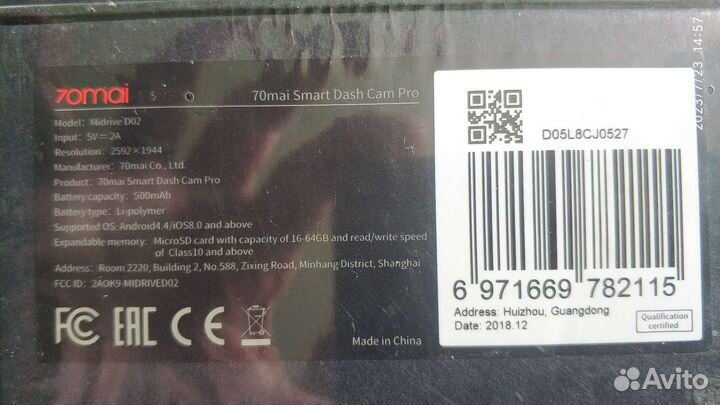 70mai
70mai Smart Dash Cam Pro
Model: Midrive D02
Input: 5V⎓2A
Resolution: 2592×1944
Manufacturer: 70mai Co., Ltd.
Product: 70mai Smart Dash Cam Pro
Battery capacity: 500mAh
Battery type: Li-polymer
Supported OS: Android4.4/iOS8.0 and above
Expandable memory: MicroSD card with capacity of 16-64GB and read/write speed
of Class10 and above
Address: Room 2220, Building 2, No.588, Zixing Road, Minhang District, Shanghai
FCC ID: 2AOK9-MIDRIVED02
FC EAC CE
Made in China
D05L8CJ0527
6 971669 782115
Address: Huizhou, Guangdong
Date: 2018.12
Qualification
certified
2023/7/23 14:57
Avito